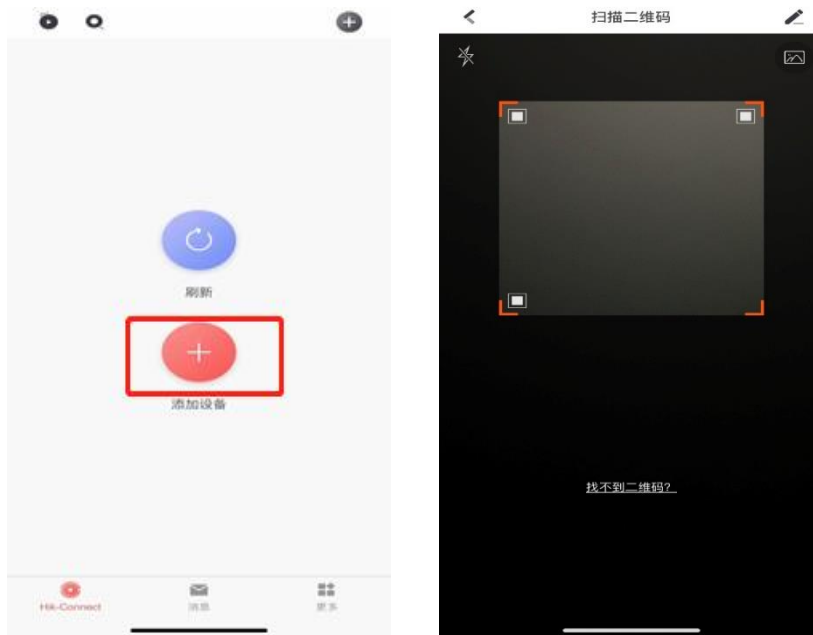 刷新
添加设备
Hik-Connect
消息
更多
扫描二维码
找不到二维码?